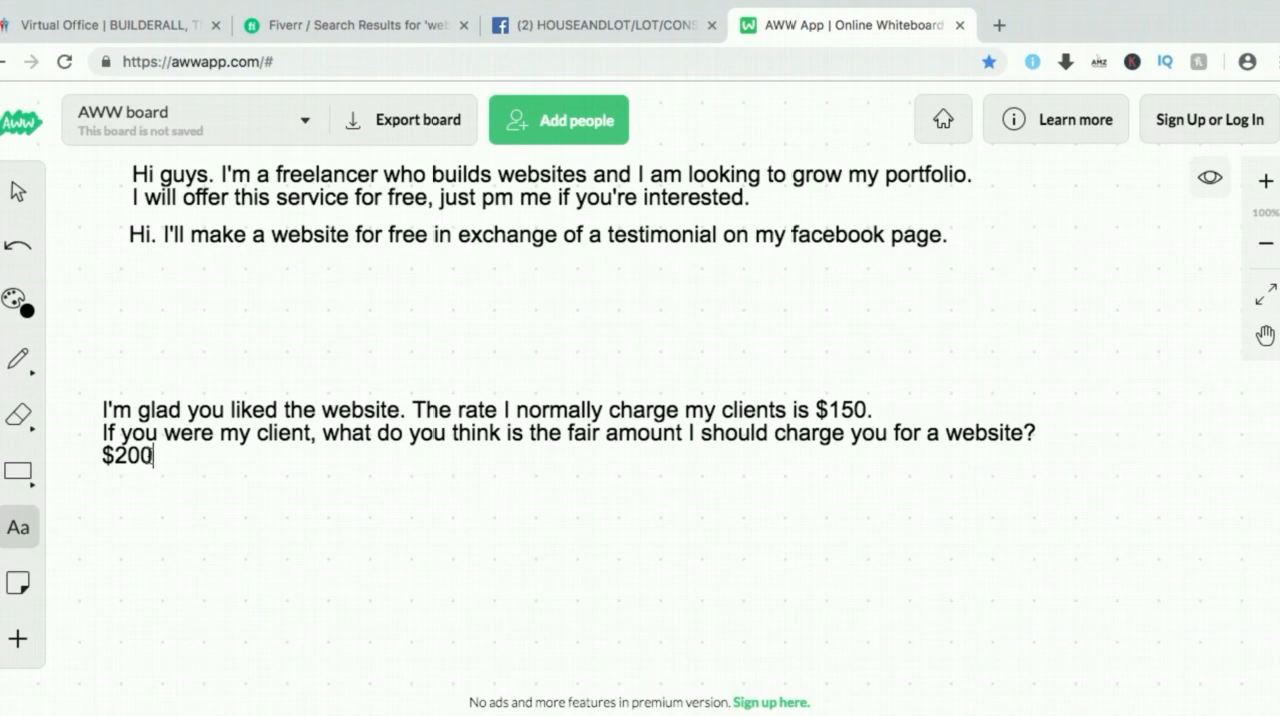 Virtual Office | BUILDERALL, T
Fiverr / Search Results for 'web
(2) HOUSEANDLOT/LOT/CONS
AWW App | Online Whiteboard
https://awwapp.com/#
AMZ
IQ
AWW
AWW board
This board is not saved
Export board
Add people
Learn more
Sign Up or Log In
Hi guys. I'm a freelancer who builds websites and I am looking to grow my portfolio.
I will offer this service for free, just pm me if you're interested.
100%
Hi. I'll make a website for free in exchange of a testimonial on my facebook page.
I'm glad you liked the website. The rate I normally charge my clients is $150.
If you were my client, what do you think is the fair amount I should charge you for a website?
$200
Aa
No ads and more features in premium version. Sign up here.